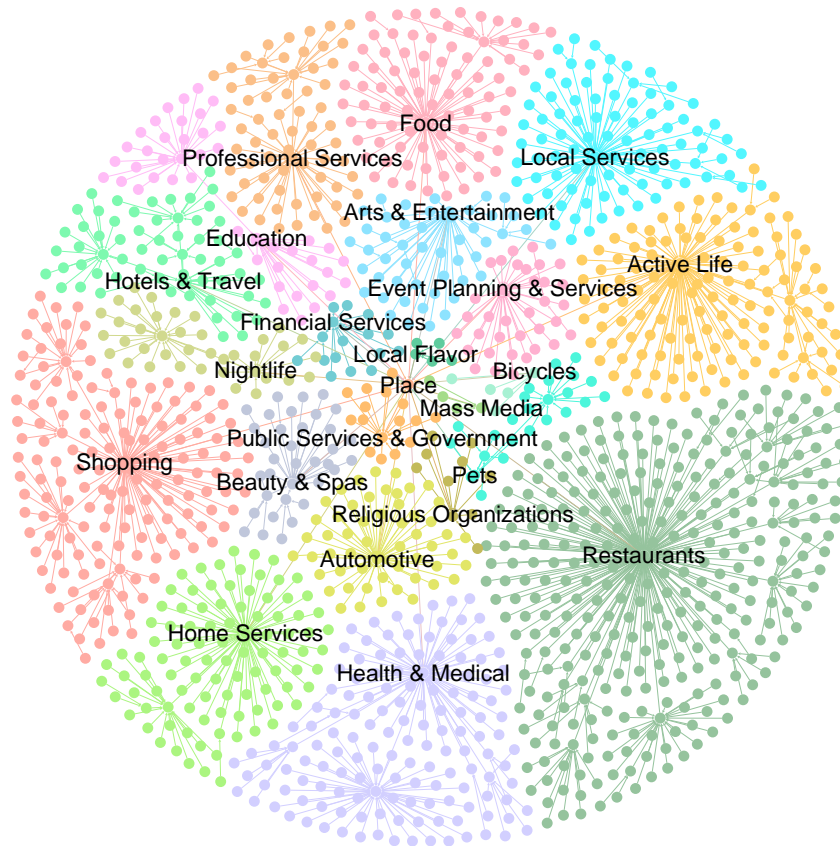 Food
Professional Services
Local Services
Arts & Entertainment
Education
Active Life
Hotels & Travel
Event Planning & Services
Financial Services
Local Flavor
Nightlife
Bicycles
Place
Mass Media
Public Services & Government
Shopping
Beauty & Spas
Pets
Religious Organizations
Automotive
Restaurants
Home Services
Health & Medical